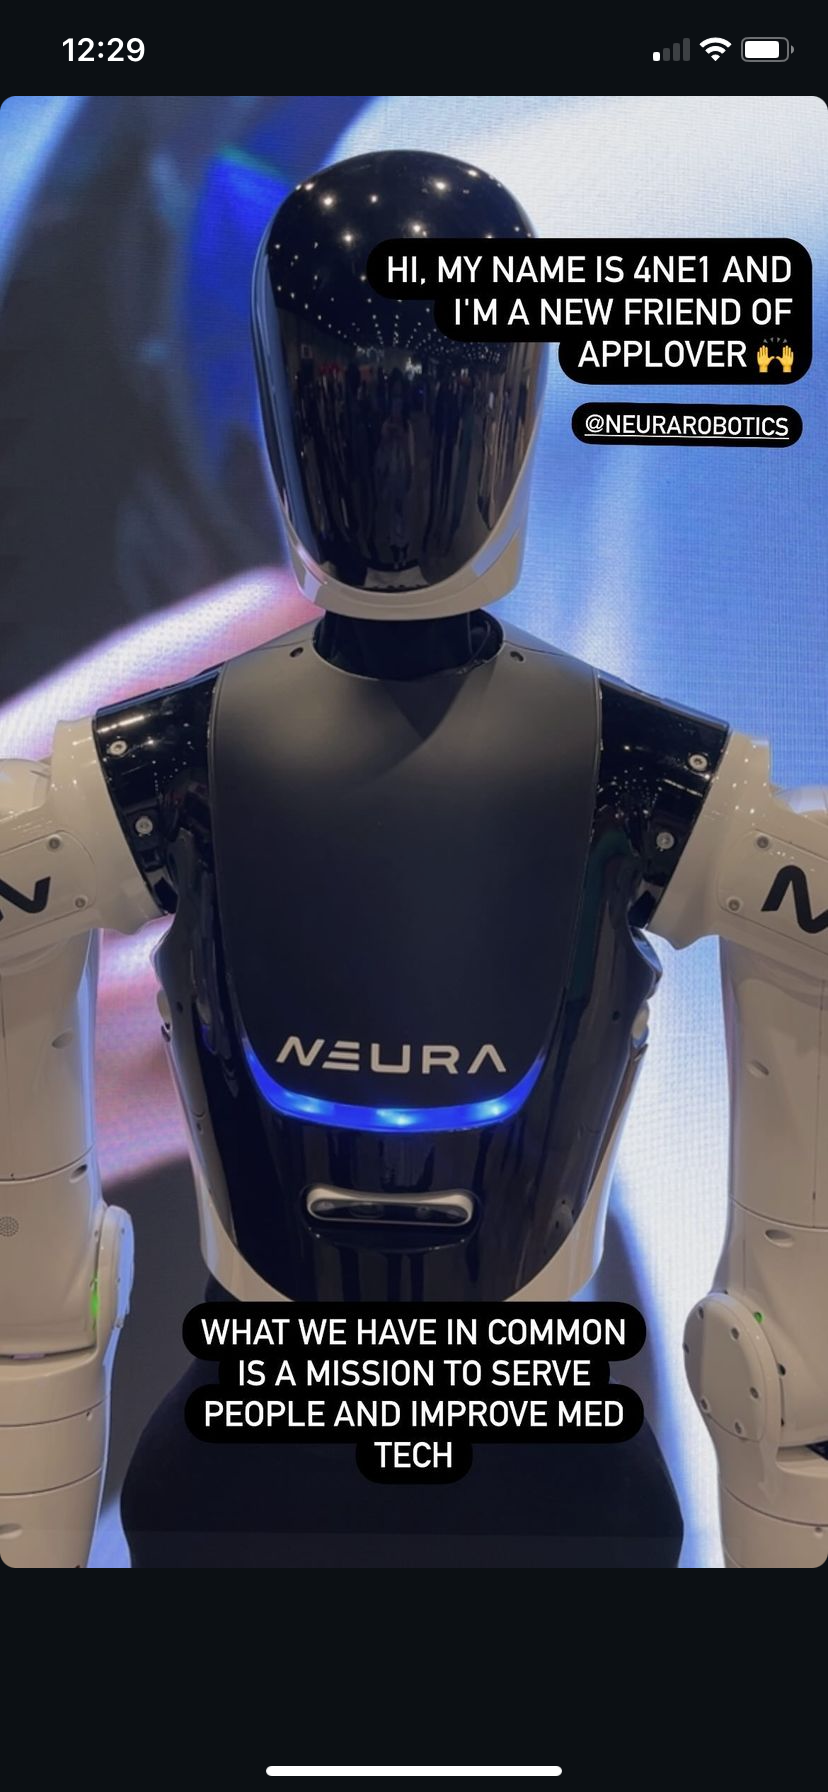 12:29
HI, MY NAME IS 4NE1 AND
I'M A NEW FRIEND OF
APPLOVER 🙌
@NEURAROBOTICS
NEURA
WHAT WE HAVE IN COMMON
IS A MISSION TO SERVE
PEOPLE AND IMPROVE MED
TECH